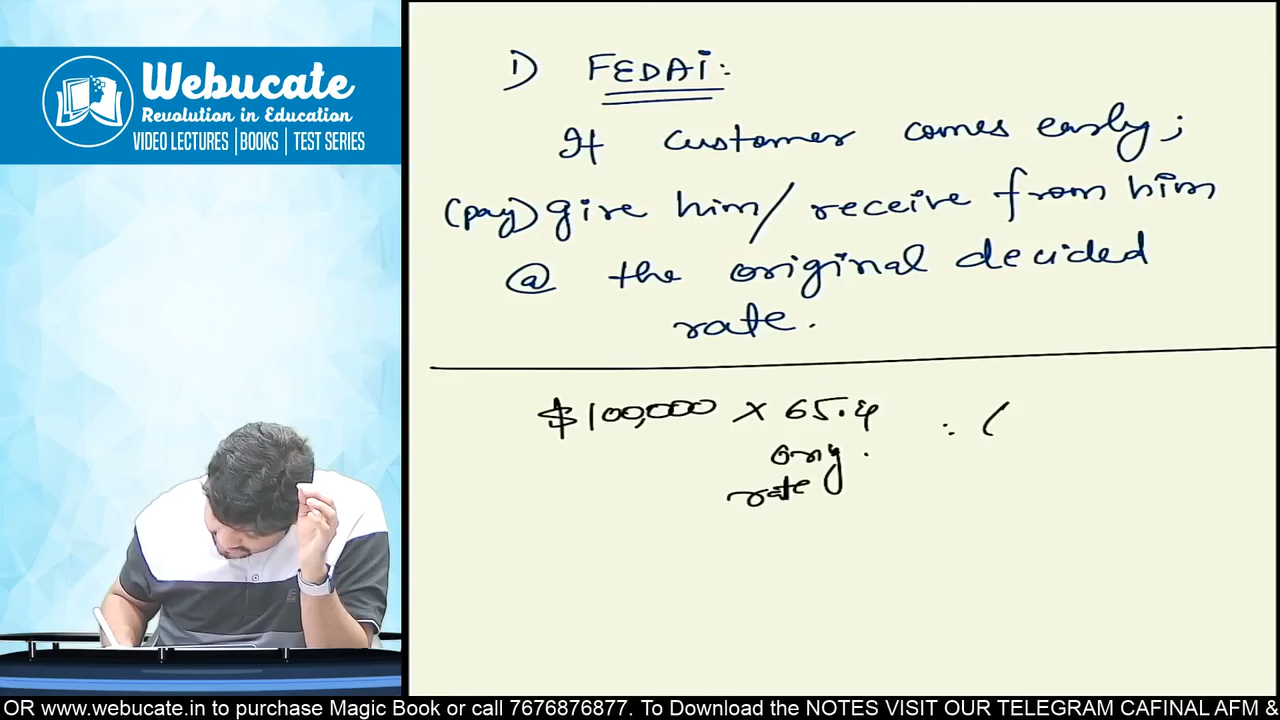 Webucate
Revolution in Education
VIDEO LECTURES | BOOKS | TEST SERIES
1) FEDAI:
If customer comes early;
(pay) give him/ receive from him
@ the original decided
rate.
$100,000 × 65.4 : (
orig.
rate
OR www.webucate.in to purchase Magic Book or call 7676876877. To Download the NOTES VISIT OUR TELEGRAM CAFINAL AFM &